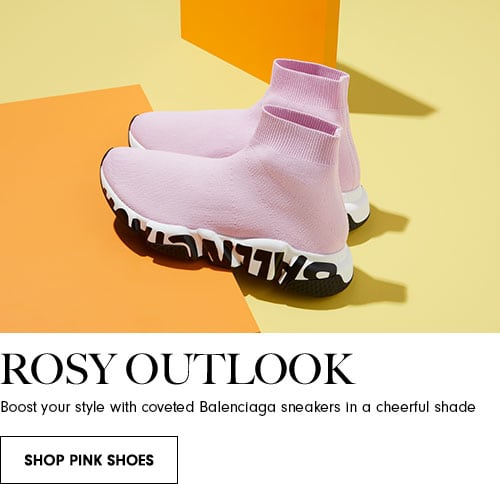 ROSY OUTLOOK
Boost your style with coveted Balenciaga sneakers in a cheerful shade
SHOP PINK SHOES